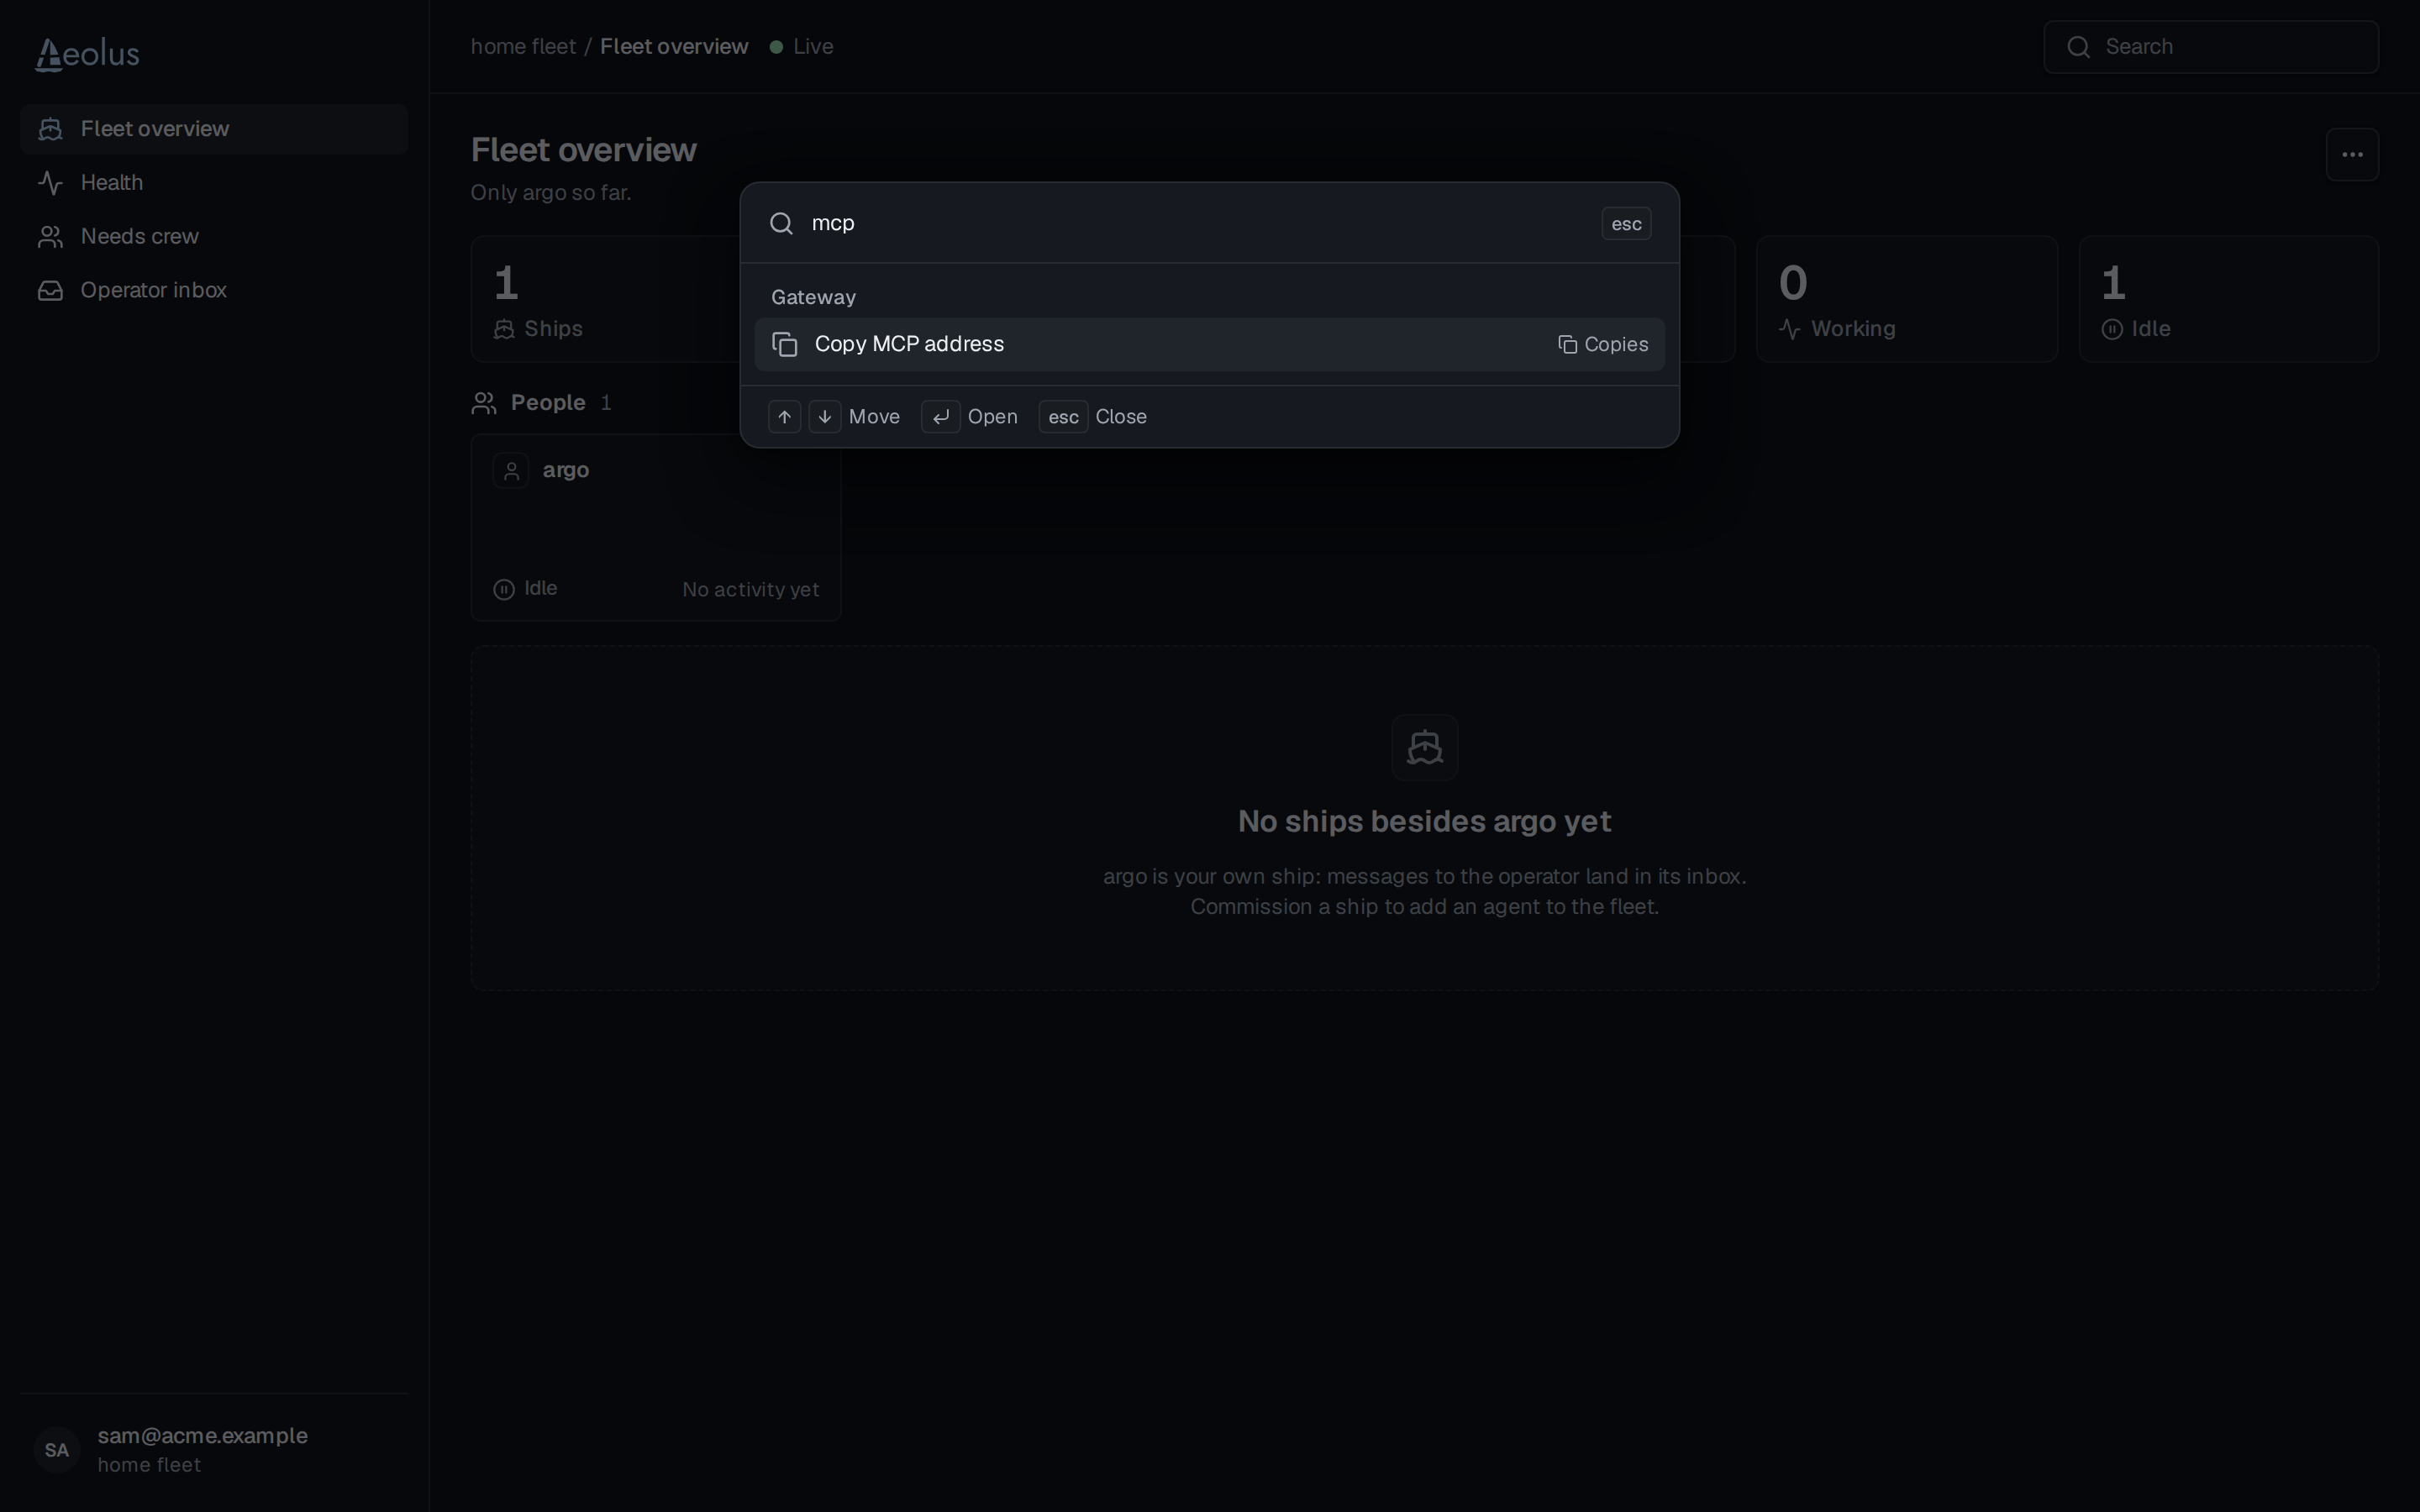 Aeolus
Fleet overview
Health
Needs crew
Operator inbox
sam@acme.example
home fleet
SA
home fleet / Fleet overview
Live
Search
Fleet overview
Only argo so far.
mcp
esc
Gateway
Copy MCP address
Copies
Move
Open
esc Close
1
Ships
0
Working
1
Idle
People 1
argo
Idle
No activity yet
No ships besides argo yet
argo is your own ship: messages to the operator land in its inbox.
Commission a ship to add an agent to the fleet.